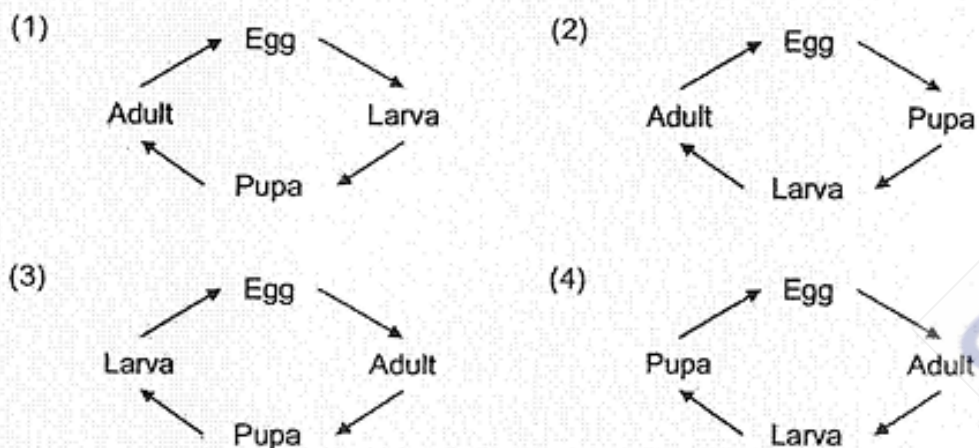 (1) Egg (2) Egg
Adult Larva Adult Pupa
Pupa Larva
(3) Egg (4) Egg
Larva Adult Pupa Adult
Pupa Larva